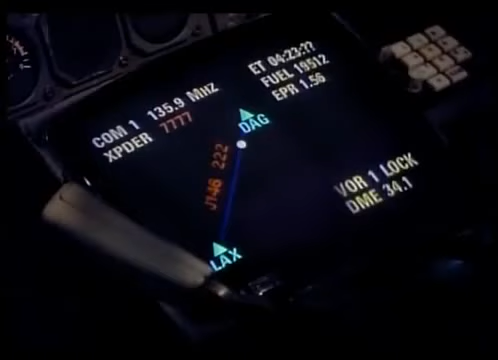 COM 1 135.9 MHz
XPDER 7777
ET 04:23:??
FUEL 19512
EPR 1.56
DAG
J146 222
VOR 1 LOCK
DME 34.1
LAX